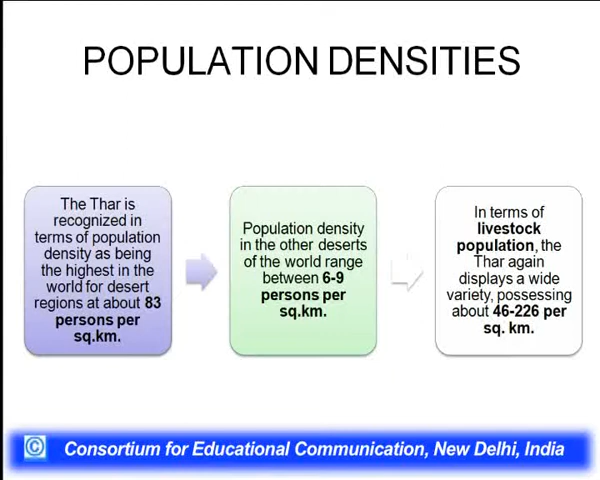 POPULATION DENSITIES
The Thar is
recognized in
terms of population
density as being
the highest in the
world for desert
regions at about 83
persons per
sq.km.
Population density
in the other deserts
of the world range
between 6-9
persons per
sq.km.
In terms of
livestock
population, the
Thar again
displays a wide
variety, possessing
about 46-226 per
sq. km.
© Consortium for Educational Communication, New Delhi, India